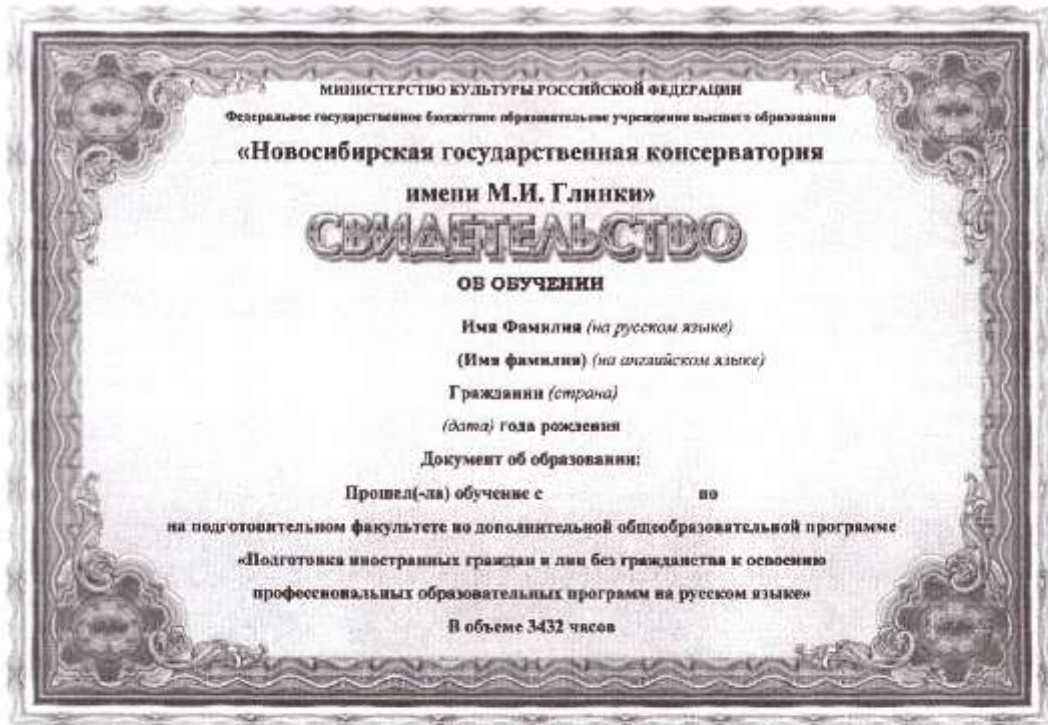 МИНИСТЕРСТВО КУЛЬТУРЫ РОССИЙСКОЙ ФЕДЕРАЦИИ
Федеральное государственное бюджетное образовательное учреждение высшего образования
«Новосибирская государственная консерватория
имени М.И. Глинки»
СВИДЕТЕЛЬСТВО
ОБ ОБУЧЕНИИ
Имя Фамилия (на русском языке)
(Имя фамилия) (на английском языке)
Гражданин (страна)
(дата) года рождения
Документ об образовании:
Прошел(-ла) обучение с по
на подготовительном факультете по дополнительной общеобразовательной программе
«Подготовка иностранных граждан и лиц без гражданства к освоению
профессиональных образовательных программ на русском языке»
В объеме 3432 часов